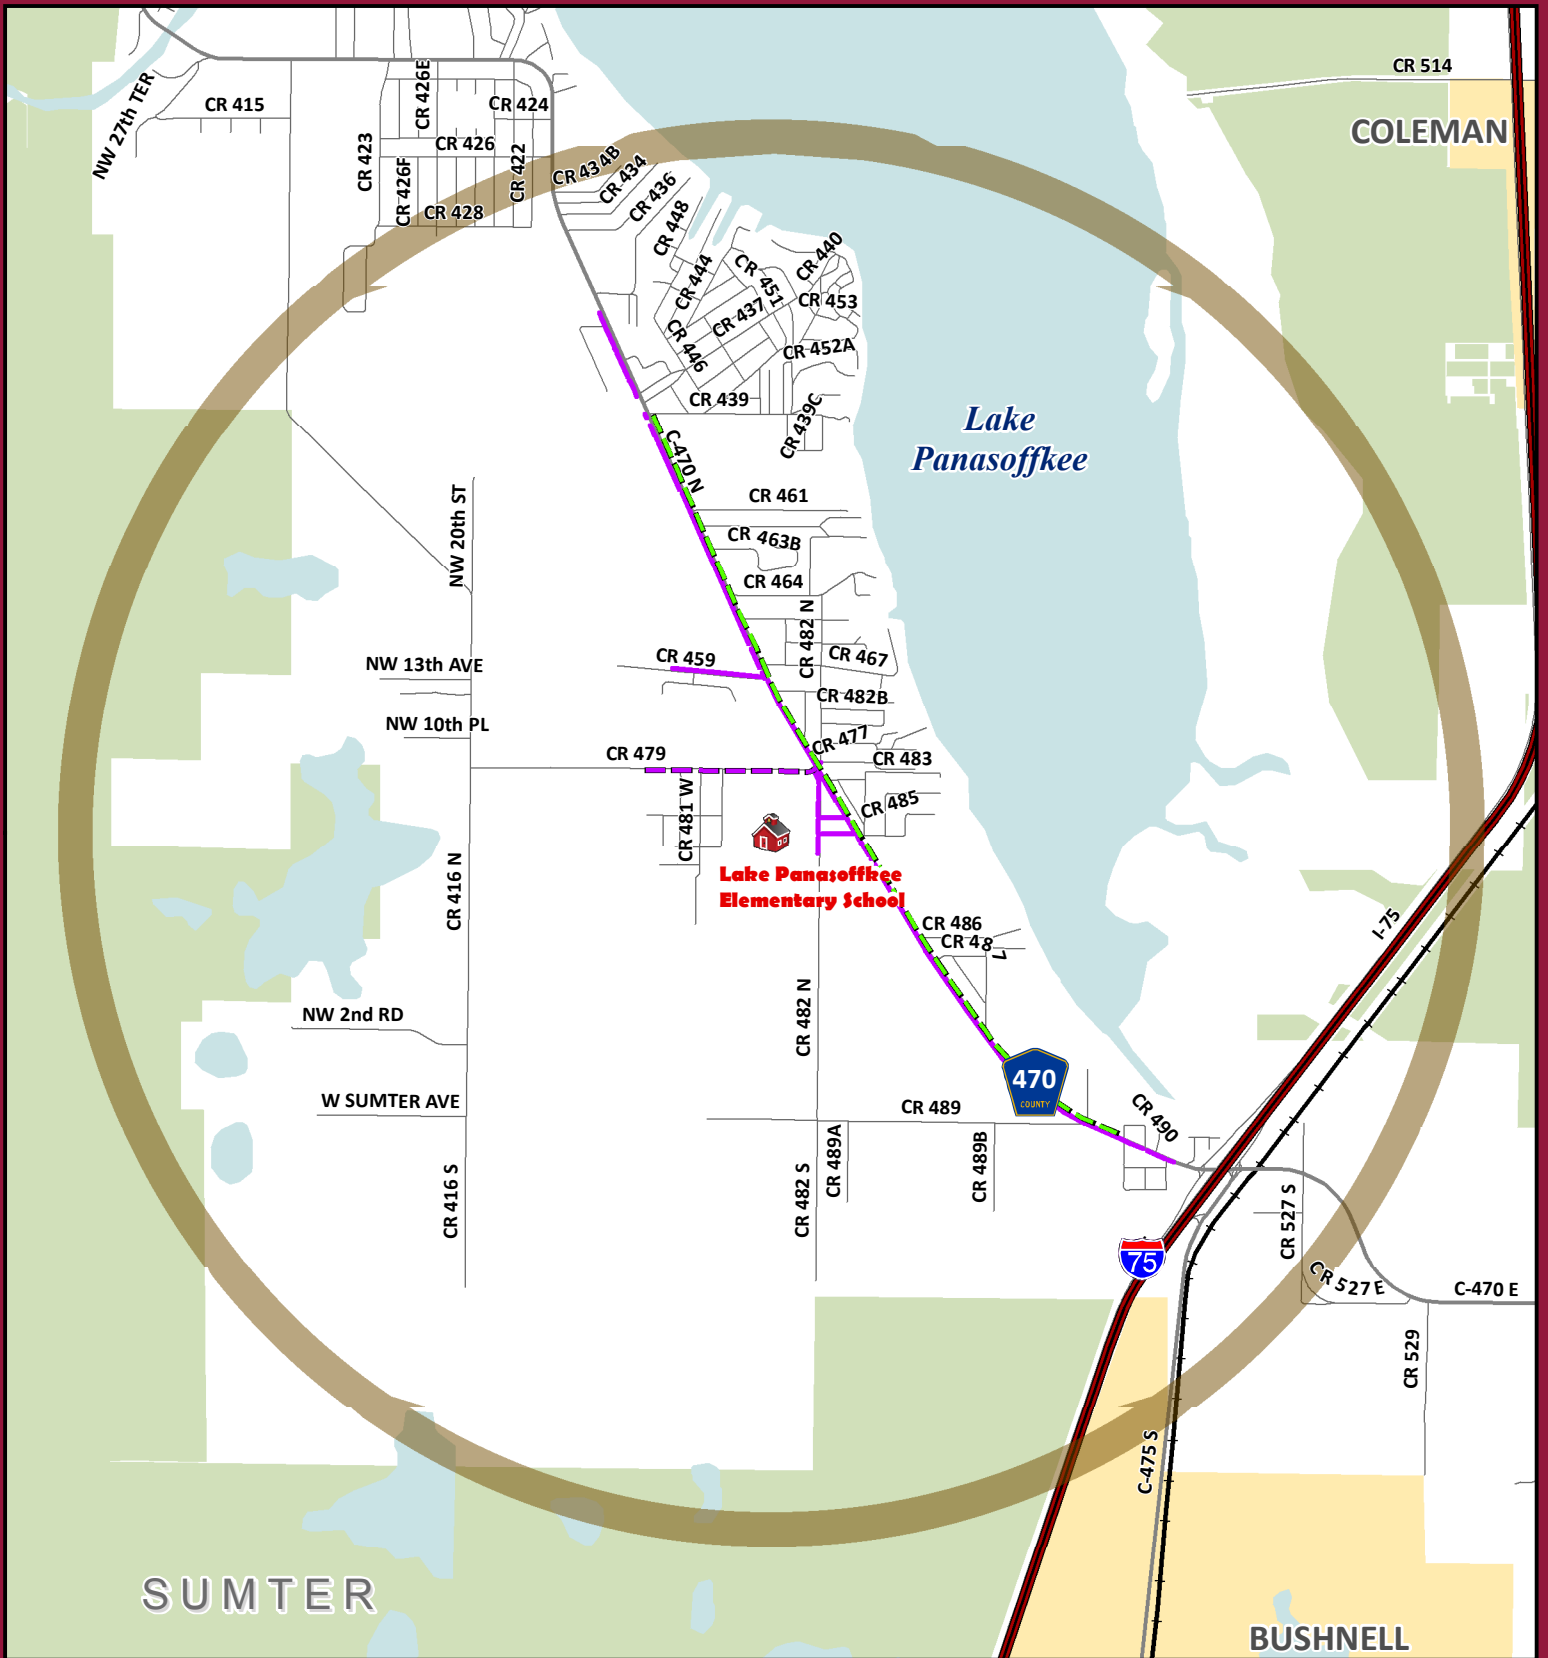 CR 514
COLEMAN
NW 27th TER
CR 415
CR 426E
CR 424
CR 423
CR 426
CR 422
CR 426F
CR 428
CR 434B
CR 434
CR 436
CR 448
CR 444
CR 451
CR 440
CR 453
CR 437
CR 446
CR 452A
CR 439
CR 439C
Lake
Panasoffkee
C-470 N
CR 461
NW 20th ST
CR 463B
CR 464
CR 482 N
CR 459
CR 467
NW 13th AVE
CR 482B
NW 10th PL
CR 477
CR 479
CR 483
CR 481 W
CR 485
Lake Panasoffkee
Elementary School
CR 416 N
CR 486
CR 487
I-75
CR 482 N
NW 2nd RD
470
COUNTY
W SUMTER AVE
CR 489
CR 490
CR 489A
CR 489B
CR 416 S
CR 482 S
CR 527 S
75
CR 527 E
C-470 E
CR 529
C-475 S
SUMTER
BUSHNELL